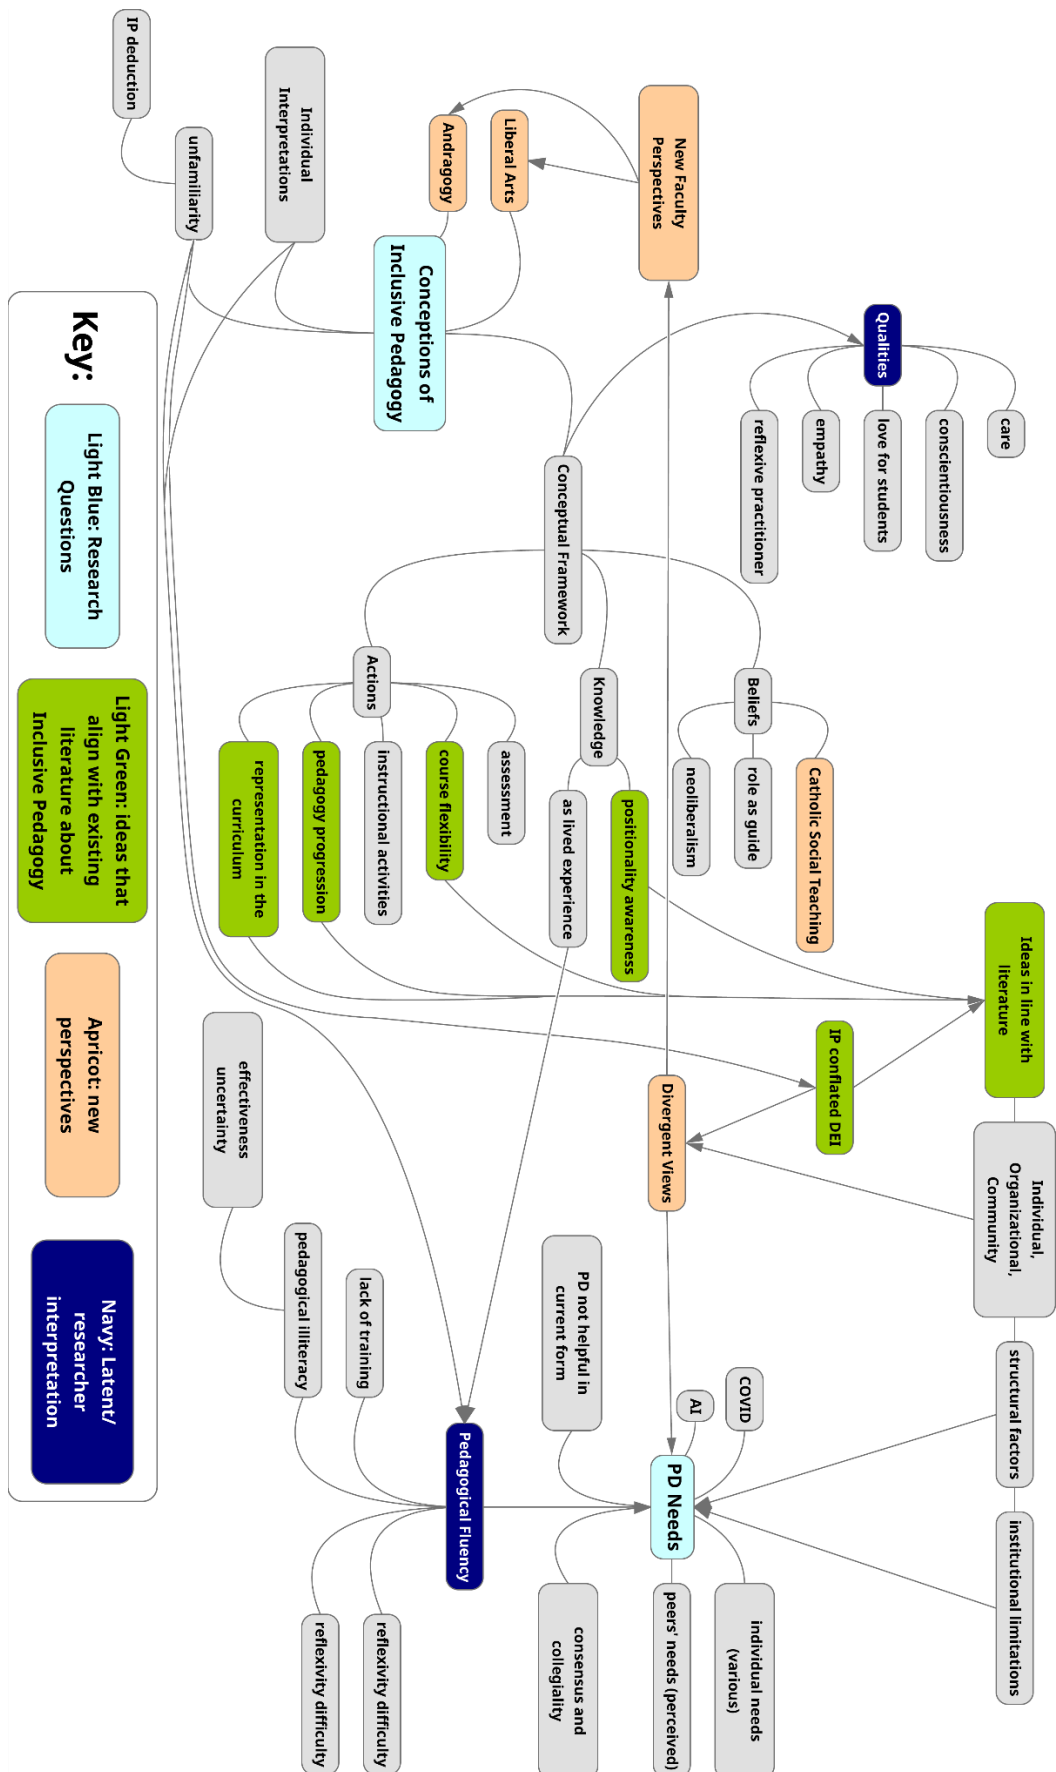 Ideas in line with
literature
Individual,
Organizational,
Community
structural factors
institutional limitations
care
conscientiousness
Qualities
love for students
empathy
reflexive practitioner
Catholic Social Teaching
Beliefs
role as guide
neoliberalism
IP conflated DEI
New Faculty
Perspectives
Divergent Views
COVID
AI
PD Needs
individual needs
(various)
peers' needs (perceived)
PD not helpful in
current form
consensus and
collegiality
Liberal Arts
Andragogy
Conceptual Framework
Knowledge
positionality awareness
as lived experience
Conceptions of
Inclusive Pedagogy
Actions
assessment
course flexibility
instructional activities
pedagogy progression
representation in the
curriculum
Pedagogical Fluency
lack of training
pedagogical illiteracy
effectiveness
uncertainty
reflexivity difficulty
reflexivity difficulty
Individual
Interpretations
unfamiliarity
IP deduction
Key:
Light Blue: Research
Questions
Light Green: ideas that
align with existing
literature about
Inclusive Pedagogy
Apricot: new
perspectives
Navy: Latent/
researcher
interpretation